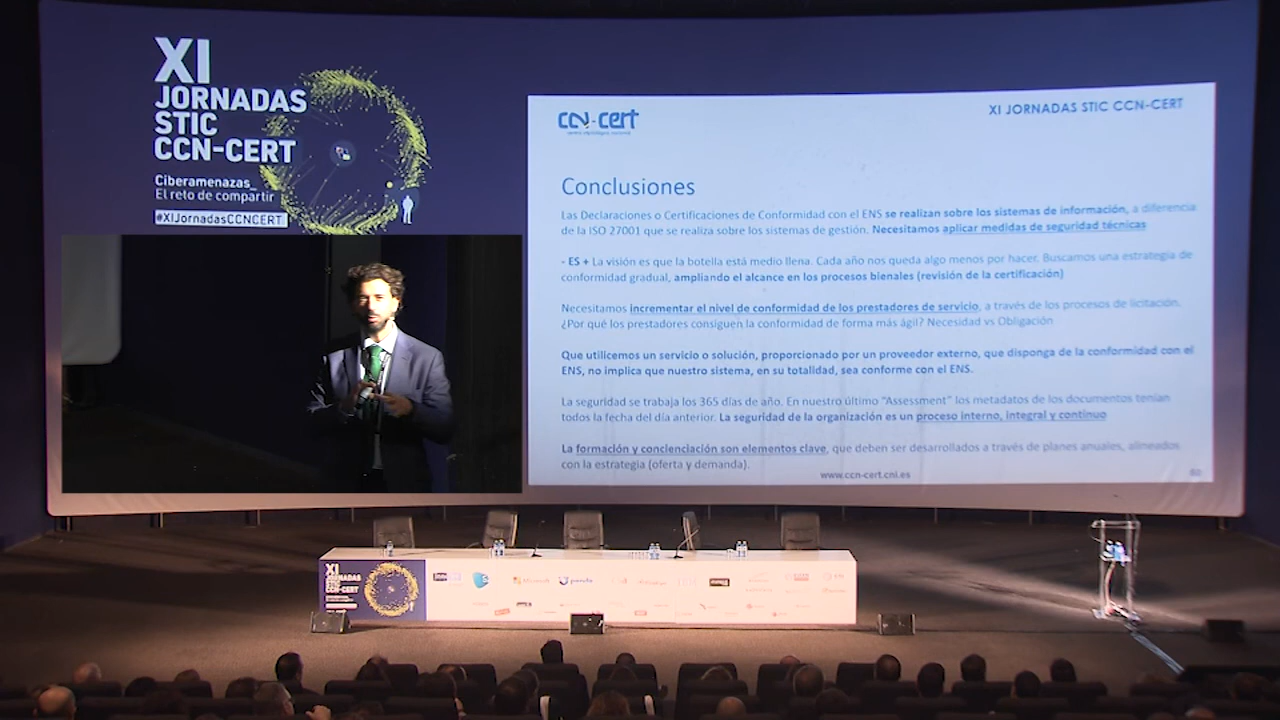 XI
JORNADAS
STIC
CCN-CERT
Ciberamenazas_
El reto de compartir
#XIJornadasCCNCERT
ccn-cert
centro criptológico nacional
XI JORNADAS STIC CCN-CERT
Conclusiones
Las Declaraciones o Certificaciones de Conformidad con el ENS se realizan sobre los sistemas de información, a diferencia
de la ISO 27001 que se realiza sobre los sistemas de gestión. Necesitamos aplicar medidas de seguridad técnicas
- ES + La visión es que la botella está medio llena. Cada año nos queda algo menos por hacer. Buscamos una estrategia de
conformidad gradual, ampliando el alcance en los procesos bienales (revisión de la certificación)
Necesitamos incrementar el nivel de conformidad de los prestadores de servicio, a través de los procesos de licitación.
¿Por qué los prestadores consiguen la conformidad de forma más ágil? Necesidad vs Obligación
Que utilicemos un servicio o solución, proporcionado por un proveedor externo, que disponga de la conformidad con el
ENS, no implica que nuestro sistema, en su totalidad, sea conforme con el ENS.
La seguridad se trabaja los 365 días de año. En nuestro último "Assessment" los metadatos de los documentos tenían
todos la fecha del día anterior. La seguridad de la organización es un proceso interno, integral y continuo
La formación y concienciación son elementos clave, que deben ser desarrollados a través de planes anuales, alineados
con la estrategia (oferta y demanda).
www.ccn-cert.cni.es
XI
JORNADAS
STIC
CCN-CERT
Microsoft
panda